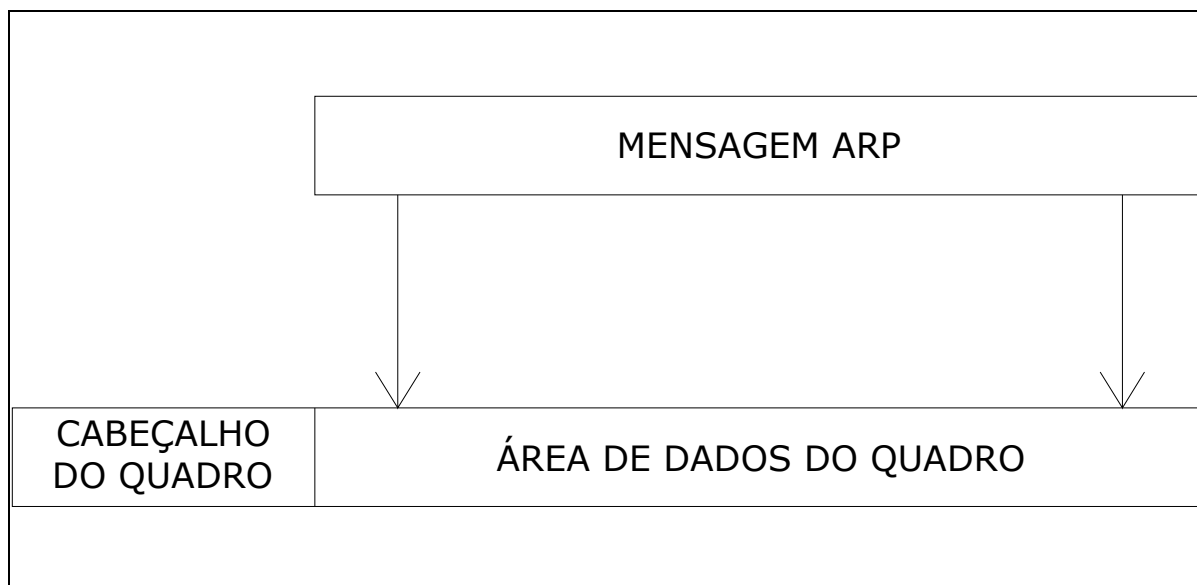 MENSAGEM ARP
CABEÇALHO
DO QUADRO
ÁREA DE DADOS DO QUADRO